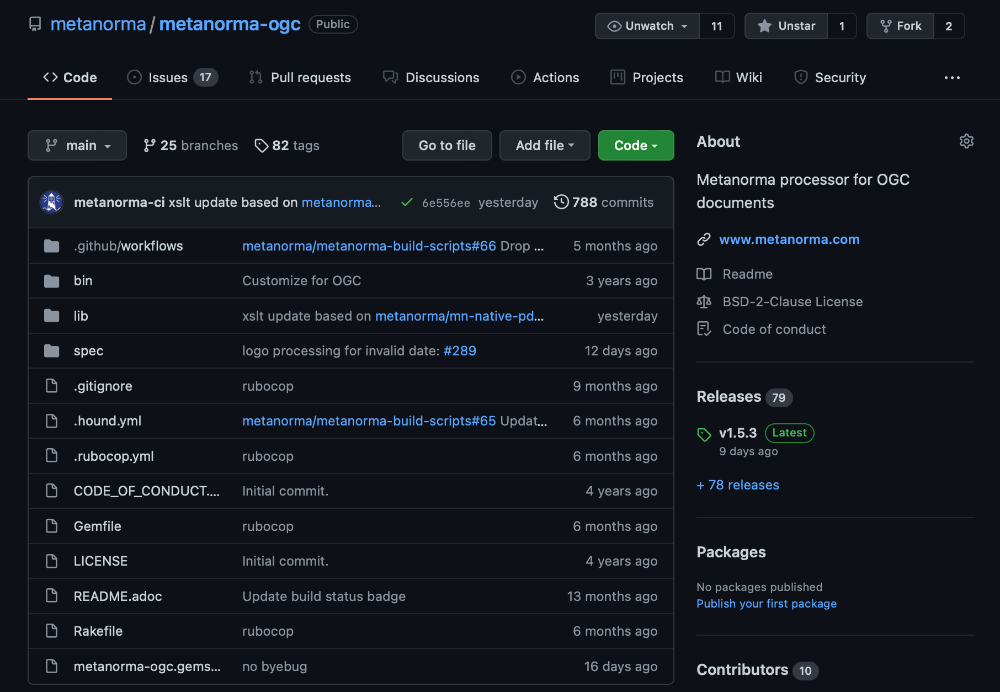 metanorma / metanorma-ogc Public
Unwatch 11 Unstar 1 Fork 2
<> Code Issues 17 Pull requests Discussions Actions Projects Wiki Security ...
main 25 branches 82 tags Go to file Add file Code
metanorma-ci xslt update based on metanorma... 6e556ee yesterday 788 commits
.github/workflows metanorma/metanorma-build-scripts#66 Drop ... 5 months ago
bin Customize for OGC 3 years ago
lib xslt update based on metanorma/mn-native-pd... yesterday
spec logo processing for invalid date: #289 12 days ago
.gitignore rubocop 9 months ago
.hound.yml metanorma/metanorma-build-scripts#65 Updat... 6 months ago
.rubocop.yml rubocop 6 months ago
CODE_OF_CONDUCT.... Initial commit. 4 years ago
Gemfile rubocop 6 months ago
LICENSE Initial commit. 4 years ago
README.adoc Update build status badge 13 months ago
Rakefile rubocop 6 months ago
metanorma-ogc.gems... no byebug 16 days ago
About
Metanorma processor for OGC
documents
www.metanorma.com
Readme
BSD-2-Clause License
Code of conduct
Releases 79
v1.5.3 Latest
9 days ago
+ 78 releases
Packages
No packages published
Publish your first package
Contributors 10